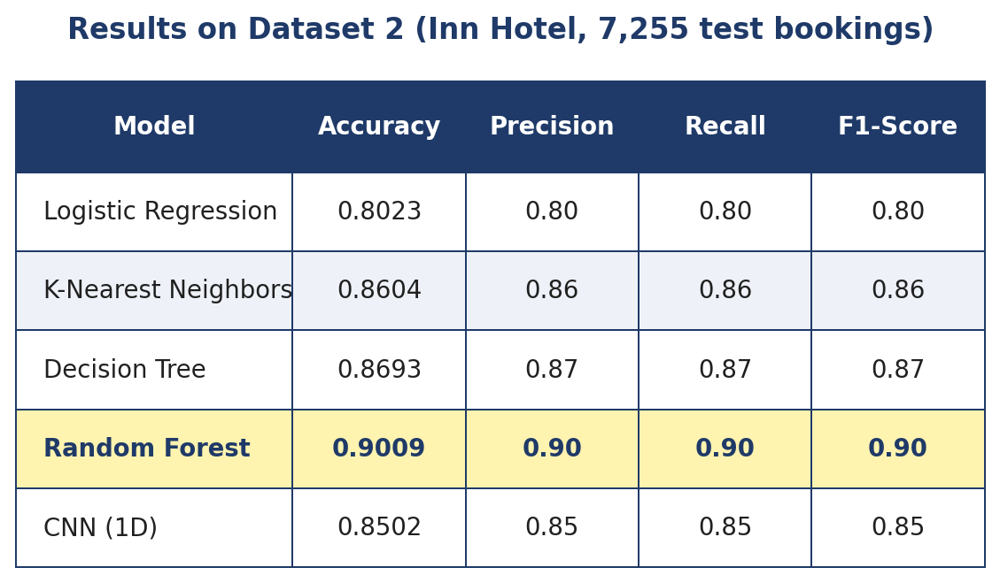 Results on Dataset 2 (Inn Hotel, 7,255 test bookings)
Model Accuracy Precision Recall F1-Score
Logistic Regression 0.8023 0.80 0.80 0.80
K-Nearest Neighbors 0.8604 0.86 0.86 0.86
Decision Tree 0.8693 0.87 0.87 0.87
Random Forest 0.9009 0.90 0.90 0.90
CNN (1D) 0.8502 0.85 0.85 0.85